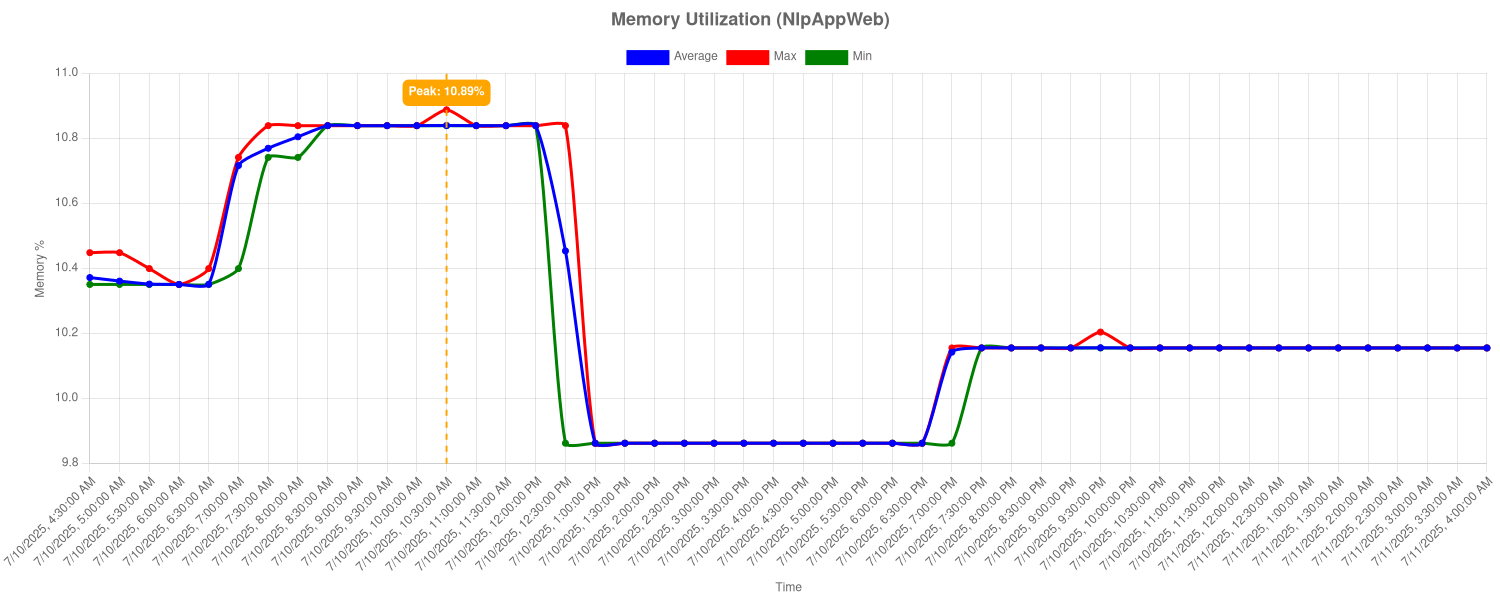 Memory Utilization (NlpAppWeb)
Average Max Min
Peak: 10.89%
Memory %
11.0
10.8
10.6
10.4
10.2
10.0
9.8
7/10/2025, 4:30:00 AM
7/10/2025, 5:00:00 AM
7/10/2025, 5:30:00 AM
7/10/2025, 6:00:00 AM
7/10/2025, 6:30:00 AM
7/10/2025, 7:00:00 AM
7/10/2025, 7:30:00 AM
7/10/2025, 8:00:00 AM
7/10/2025, 8:30:00 AM
7/10/2025, 9:00:00 AM
7/10/2025, 9:30:00 AM
7/10/2025, 10:00:00 AM
7/10/2025, 10:30:00 AM
7/10/2025, 11:00:00 AM
7/10/2025, 11:30:00 AM
7/10/2025, 12:00:00 PM
7/10/2025, 12:30:00 PM
7/10/2025, 1:00:00 PM
7/10/2025, 1:30:00 PM
7/10/2025, 2:00:00 PM
7/10/2025, 2:30:00 PM
7/10/2025, 3:00:00 PM
7/10/2025, 3:30:00 PM
7/10/2025, 4:00:00 PM
7/10/2025, 4:30:00 PM
7/10/2025, 5:00:00 PM
7/10/2025, 5:30:00 PM
7/10/2025, 6:00:00 PM
7/10/2025, 6:30:00 PM
7/10/2025, 7:00:00 PM
7/10/2025, 7:30:00 PM
7/10/2025, 8:00:00 PM
7/10/2025, 8:30:00 PM
7/10/2025, 9:00:00 PM
7/10/2025, 9:30:00 PM
7/10/2025, 10:00:00 PM
7/10/2025, 10:30:00 PM
7/10/2025, 11:00:00 PM
7/10/2025, 11:30:00 PM
7/11/2025, 12:00:00 AM
7/11/2025, 12:30:00 AM
7/11/2025, 1:00:00 AM
7/11/2025, 1:30:00 AM
7/11/2025, 2:00:00 AM
7/11/2025, 2:30:00 AM
7/11/2025, 3:00:00 AM
7/11/2025, 3:30:00 AM
7/11/2025, 4:00:00 AM
Time